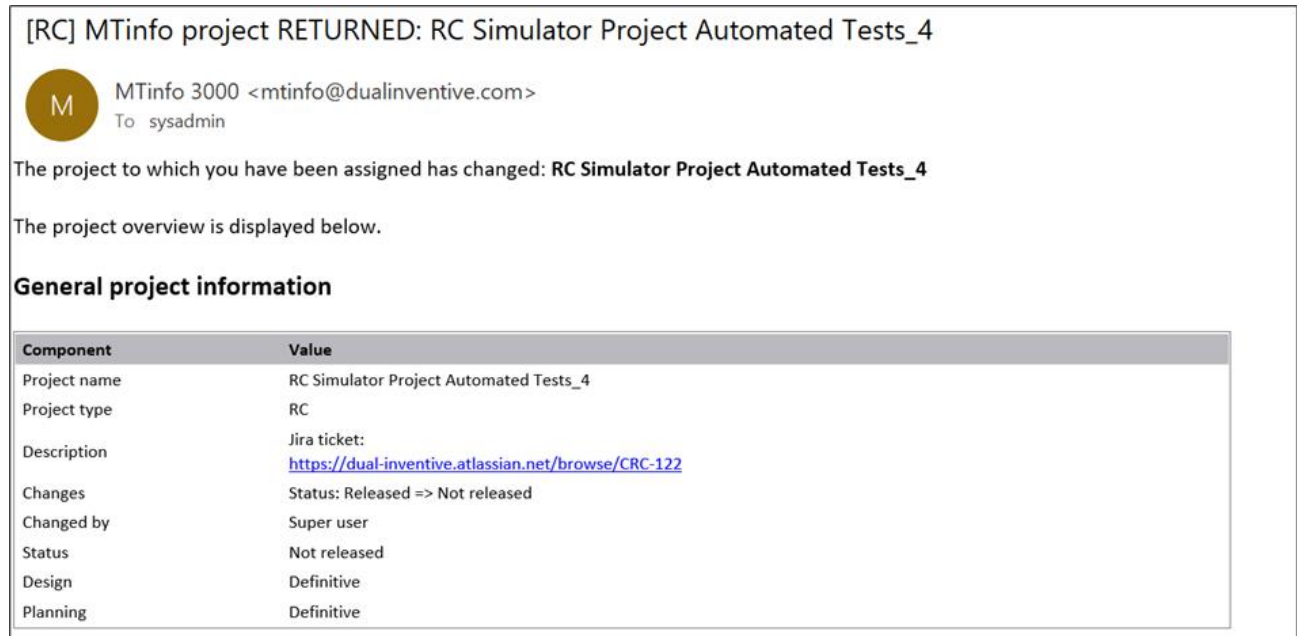 [RC] MTinfo project RETURNED: RC Simulator Project Automated Tests_4
M
MTinfo 3000 <mtinfo@dualinventive.com>
To sysadmin
The project to which you have been assigned has changed: RC Simulator Project Automated Tests_4
The project overview is displayed below.
General project information
Component Value
Project name RC Simulator Project Automated Tests_4
Project type RC
Description Jira ticket:
https://dual-inventive.atlassian.net/browse/CRC-122
Changes Status: Released => Not released
Changed by Super user
Status Not released
Design Definitive
Planning Definitive